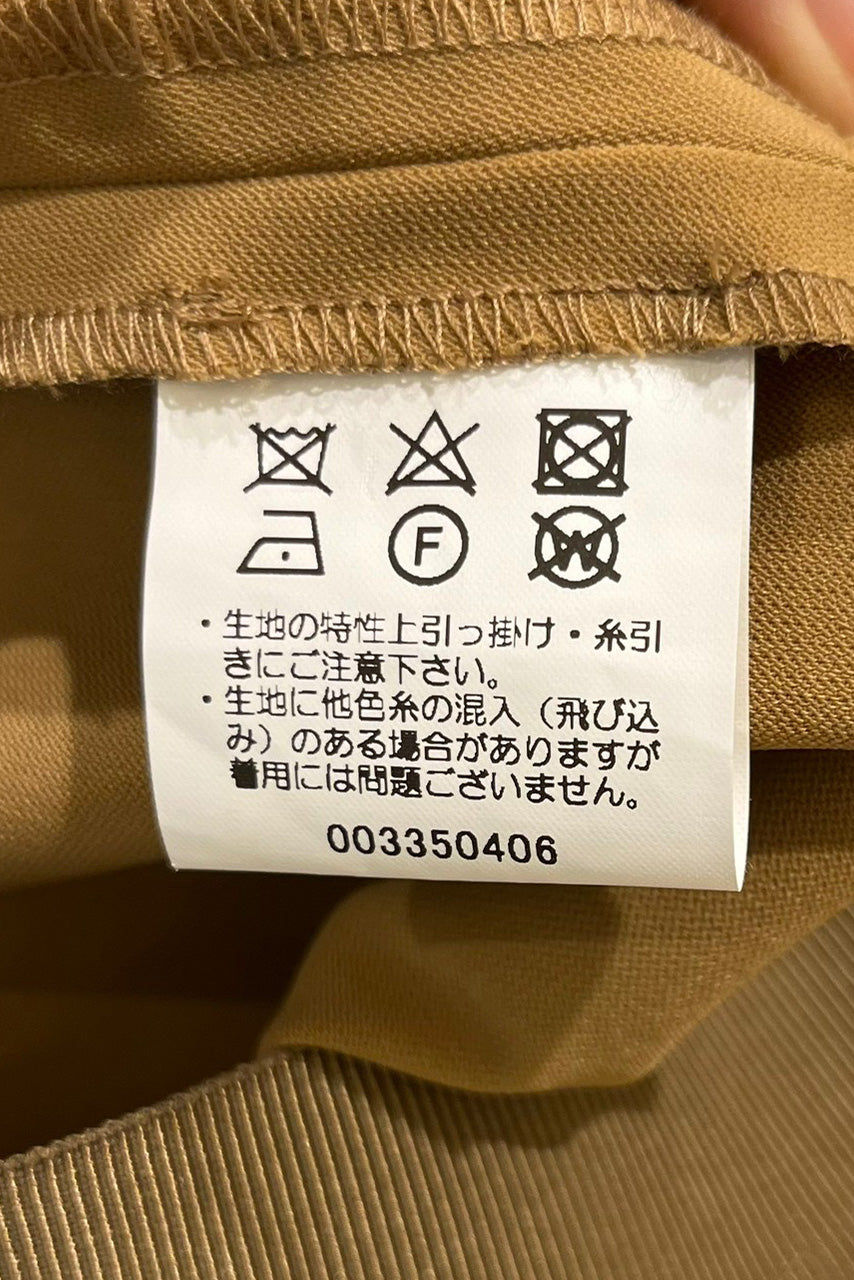 F
W
・生地の特性上引っ掛け・糸引
きにご注意下さい。
・生地に他色糸の混入（飛び込
み）のある場合がありますが
着用には問題ございません。
003350406